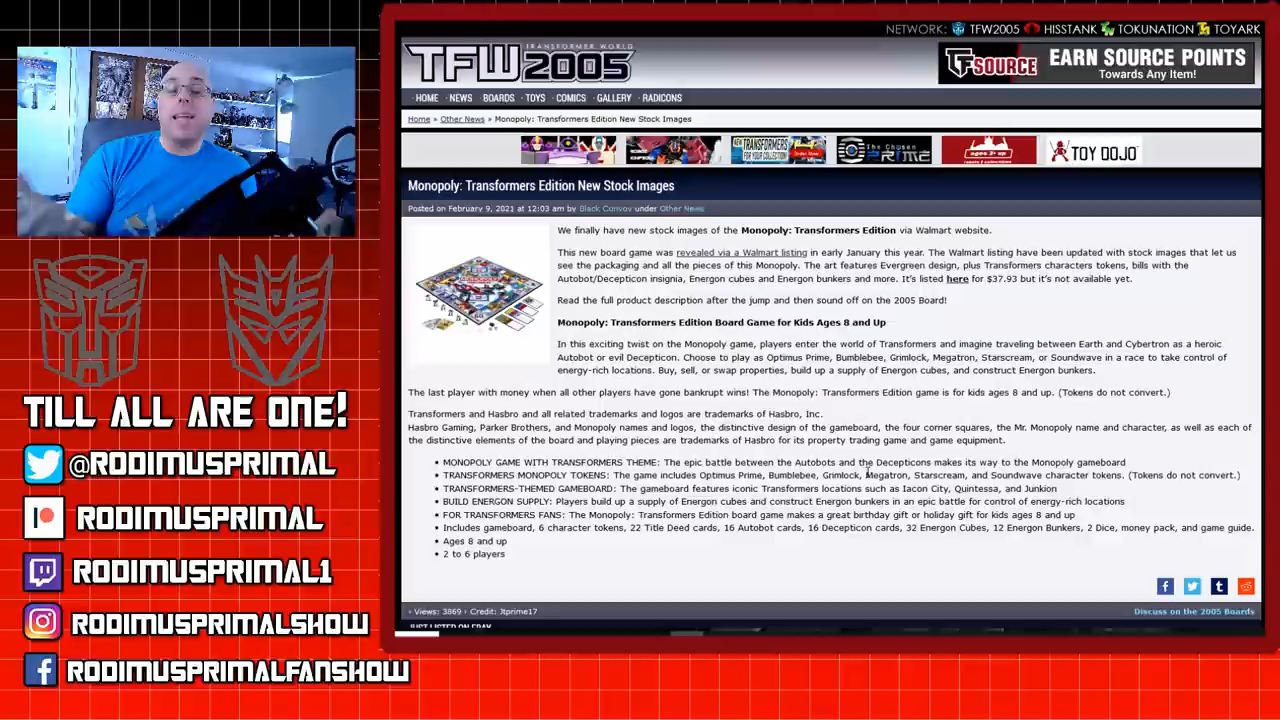 NETWORK: TFW2005 HISSTANK TOKUNATION TOYARK
TRANSFORMER WORLD
TFW2005
TFSOURCE EARN SOURCE POINTS
Towards Any Item!
HOME · NEWS · BOARDS · TOYS · COMICS · GALLERY · RADICONS
Home » Other News » Monopoly: Transformers Edition New Stock Images
NEW TRANSFORMERS
FOR YOUR COLLECTION!
The Chosen
PRIME
ages 3 up
TOY DOJO
Monopoly: Transformers Edition New Stock Images
Posted on February 9, 2021 at 12:03 am by Black Convoy under Other News
We finally have new stock images of the Monopoly: Transformers Edition via Walmart website.
This new board game was revealed via a Walmart listing in early January this year. The Walmart listing have been updated with stock images that let us
see the packaging and all the pieces of this Monopoly. The art features Evergreen design, plus Transformers characters tokens, bills with the
Autobot/Decepticon insignia, Energon cubes and Energon bunkers and more. It's listed here for $37.93 but it's not available yet.
Read the full product description after the jump and then sound off on the 2005 Board!
Monopoly: Transformers Edition Board Game for Kids Ages 8 and Up
In this exciting twist on the Monopoly game, players enter the world of Transformers and imagine traveling between Earth and Cybertron as a heroic
Autobot or evil Decepticon. Choose to play as Optimus Prime, Bumblebee, Grimlock, Megatron, Starscream, or Soundwave in a race to take control of
energy-rich locations. Buy, sell, or swap properties, build up a supply of Energon cubes, and construct Energon bunkers.
The last player with money when all other players have gone bankrupt wins! The Monopoly: Transformers Edition game is for kids ages 8 and up. (Tokens do not convert.)
Transformers and Hasbro and all related trademarks and logos are trademarks of Hasbro, Inc.
Hasbro Gaming, Parker Brothers, and Monopoly names and logos, the distinctive design of the gameboard, the four corner squares, the Mr. Monopoly name and character, as well as each of
the distinctive elements of the board and playing pieces are trademarks of Hasbro for its property trading game and game equipment.
• MONOPOLY GAME WITH TRANSFORMERS THEME: The epic battle between the Autobots and the Decepticons makes its way to the Monopoly gameboard
• TRANSFORMERS MONOPOLY TOKENS: The game includes Optimus Prime, Bumblebee, Grimlock, Megatron, Starscream, and Soundwave character tokens. (Tokens do not convert.)
• TRANSFORMERS-THEMED GAMEBOARD: The gameboard features iconic Transformers locations such as Iacon City, Quintessa, and Junkion
• BUILD ENERGON SUPPLY: Players build up a supply of Energon cubes and construct Energon bunkers in an epic battle for control of energy-rich locations
• FOR TRANSFORMERS FANS: The Monopoly: Transformers Edition board game makes a great birthday gift or holiday gift for kids ages 8 and up
• Includes gameboard, 6 character tokens, 22 Title Deed cards, 16 Autobot cards, 16 Decepticon cards, 32 Energon Cubes, 12 Energon Bunkers, 2 Dice, money pack, and game guide.
• Ages 8 and up
• 2 to 6 players
› Views: 3869 › Credit: Jtprime17
Discuss on the 2005 Boards
JUST LISTED ON EBAY
TILL ALL ARE ONE!
@RODIMUSPRIMAL
RODIMUSPRIMAL
RODIMUSPRIMAL1
RODIMUSPRIMALSHOW
RODIMUSPRIMALFANSHOW